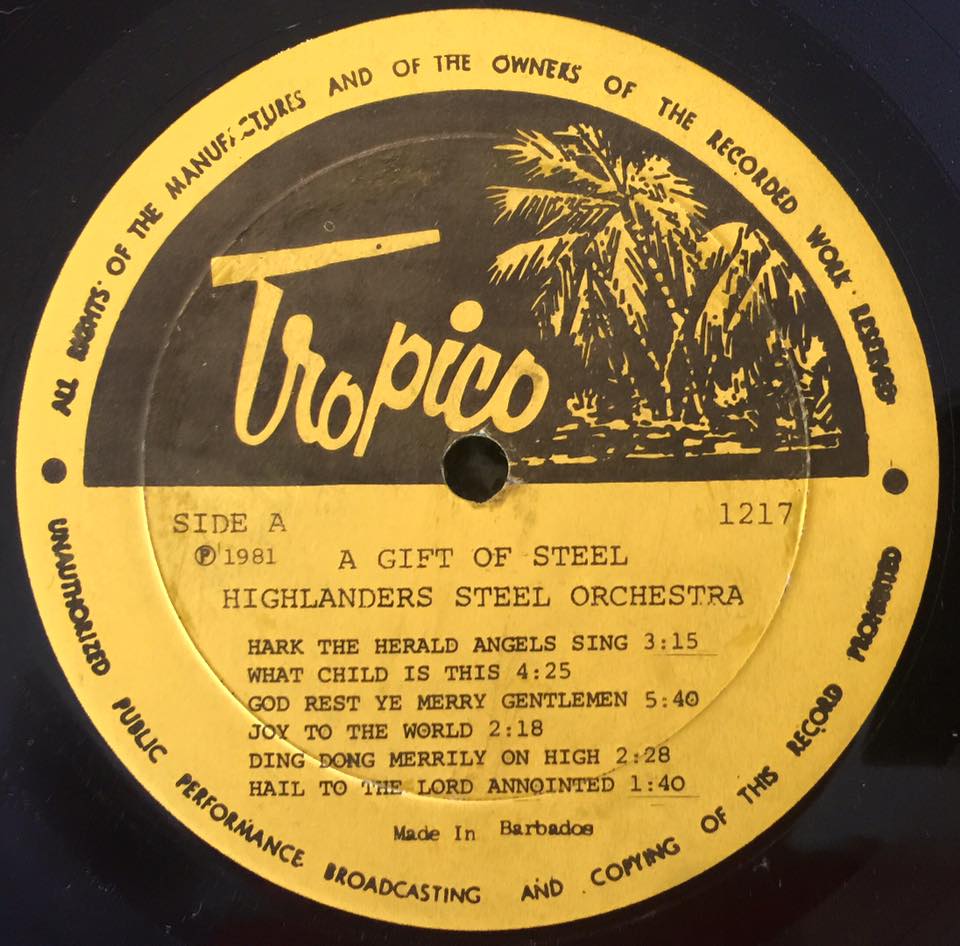 ALL RIGHTS OF THE MANUFACTURES AND OF THE OWNERS OF THE RECORDED WORK RESERVED
Tropico
SIDE A
1217
Ⓟ 1981
A GIFT OF STEEL
HIGHLANDERS STEEL ORCHESTRA
HARK THE HERALD ANGELS SING 3:15
WHAT CHILD IS THIS 4:25
GOD REST YE MERRY GENTLEMEN 5:40
JOY TO THE WORLD 2:18
DING DONG MERRILY ON HIGH 2:28
HAIL TO THE LORD ANNOINTED 1:40
Made In Barbados
UNAUTHORIZED PUBLIC PERFORMANCE BROADCASTING AND COPYING OF THIS RECORD PROHIBITED